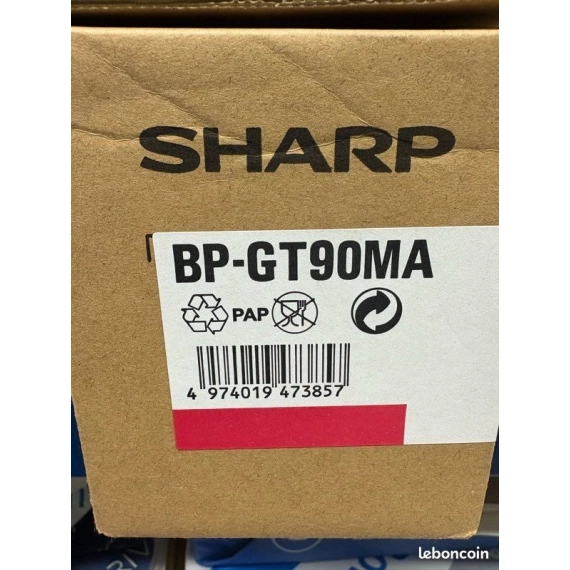 SHARP
BP-GT90MA
PAP
4 974019 473857
leboncoin